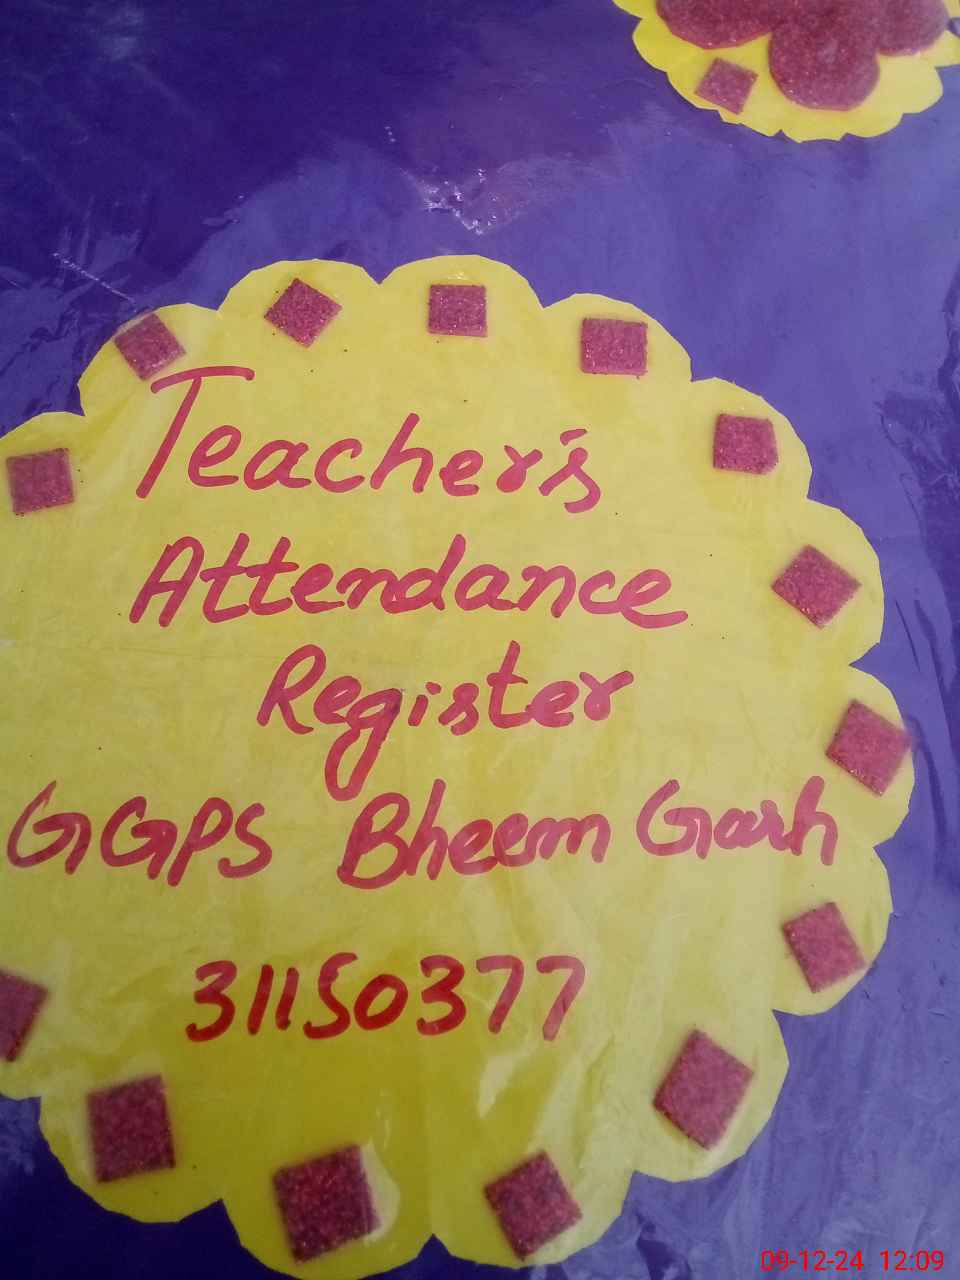 Teacher's
Attendance
Register
GGPS Bheem Garh
31150377
09-12-24 12:09